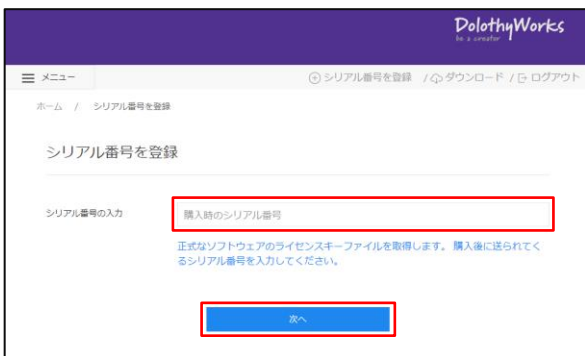 DolothyWorks
be a creator
メニュー
シリアル番号を登録 / ダウンロード / ログアウト
ホーム / シリアル番号を登録
シリアル番号を登録
シリアル番号の入力
購入時のシリアル番号
正式なソフトウェアのライセンスキーファイルを取得します。 購入後に送られてく
るシリアル番号を入力してください。
次へ